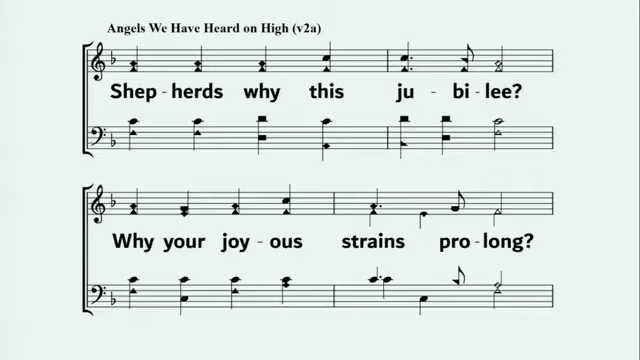 Angels We Have Heard on High (v2a)
Shep - herds why this ju - bi - lee?
Why your joy - ous strains pro - long?